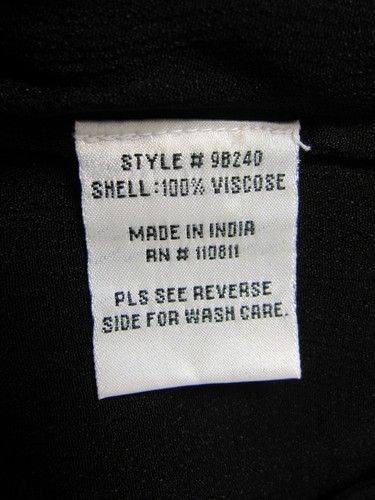 STYLE # 9B240
SHELL:100% VISCOSE
MADE IN INDIA
RN # 110811
PLS SEE REVERSE
SIDE FOR WASH CARE.